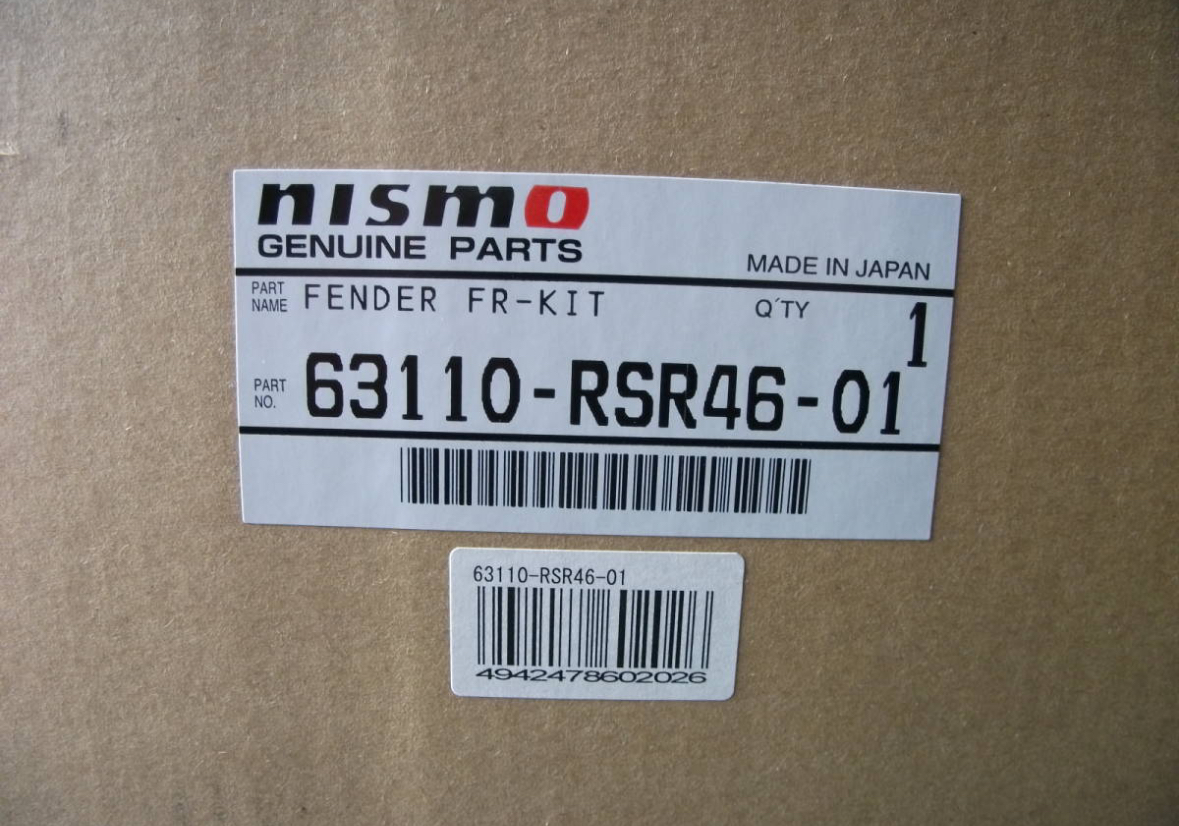 nismo
GENUINE PARTS
MADE IN JAPAN
PART NAME FENDER FR-KIT Q'TY 1
PART NO. 63110-RSR46-01
63110-RSR46-01
4942478602026